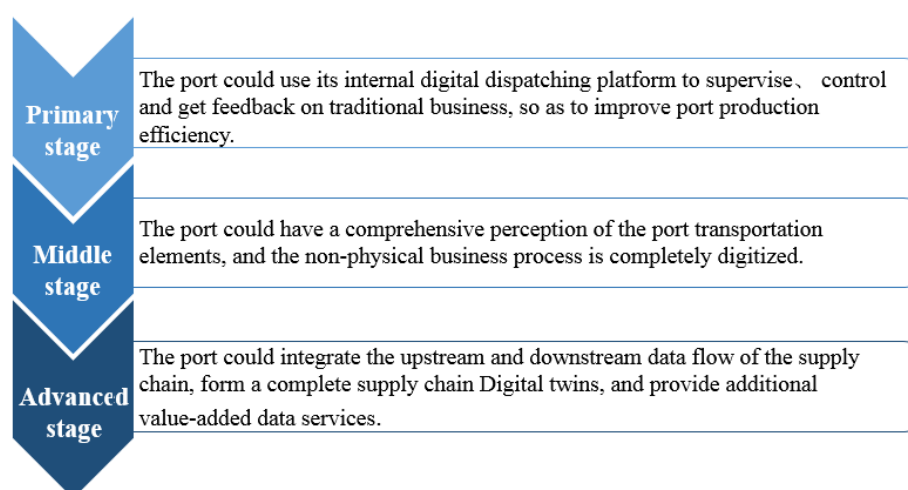 Primary
stage
The port could use its internal digital dispatching platform to supervise、 control
and get feedback on traditional business, so as to improve port production
efficiency.
Middle
stage
The port could have a comprehensive perception of the port transportation
elements, and the non-physical business process is completely digitized.
Advanced
stage
The port could integrate the upstream and downstream data flow of the supply
chain, form a complete supply chain Digital twins, and provide additional
value-added data services.